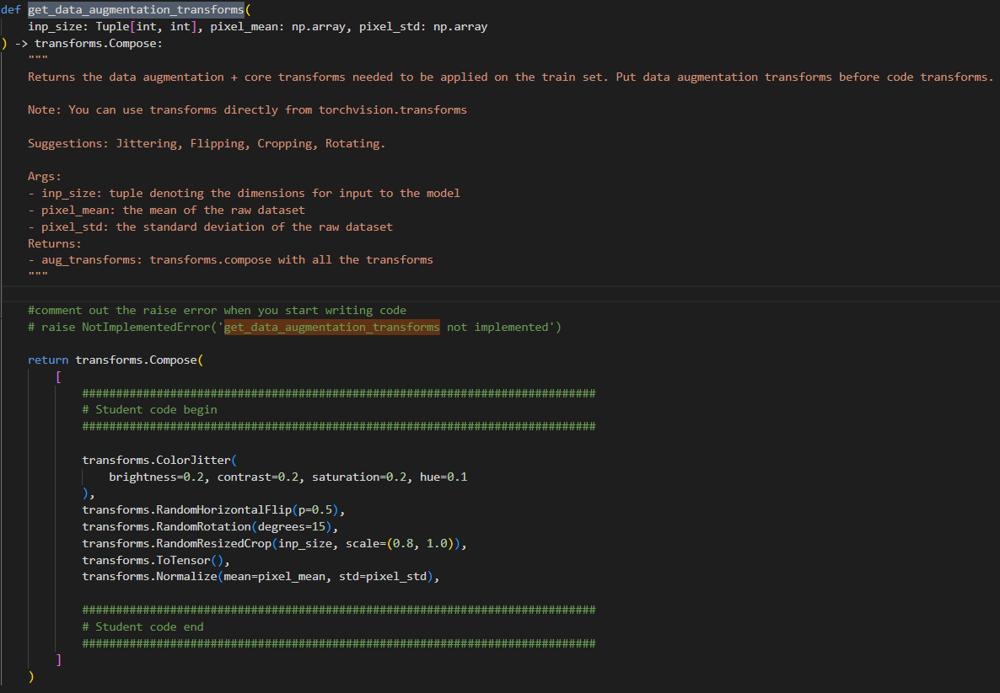 def get_data_augmentation_transforms(
    inp_size: Tuple[int, int], pixel_mean: np.array, pixel_std: np.array
) -> transforms.Compose:
    """
    Returns the data augmentation + core transforms needed to be applied on the train set. Put data augmentation transforms before code transforms.

    Note: You can use transforms directly from torchvision.transforms

    Suggestions: Jittering, Flipping, Cropping, Rotating.

    Args:
    - inp_size: tuple denoting the dimensions for input to the model
    - pixel_mean: the mean of the raw dataset
    - pixel_std: the standard deviation of the raw dataset
    Returns:
    - aug_transforms: transforms.compose with all the transforms
    """

    #comment out the raise error when you start writing code
    # raise NotImplementedError('get_data_augmentation_transforms not implemented')

    return transforms.Compose(
        [
            ############################################################################
            # Student code begin
            ############################################################################

            transforms.ColorJitter(
                brightness=0.2, contrast=0.2, saturation=0.2, hue=0.1
            ),
            transforms.RandomHorizontalFlip(p=0.5),
            transforms.RandomRotation(degrees=15),
            transforms.RandomResizedCrop(inp_size, scale=(0.8, 1.0)),
            transforms.ToTensor(),
            transforms.Normalize(mean=pixel_mean, std=pixel_std),

            ############################################################################
            # Student code end
            ############################################################################
        ]
    )